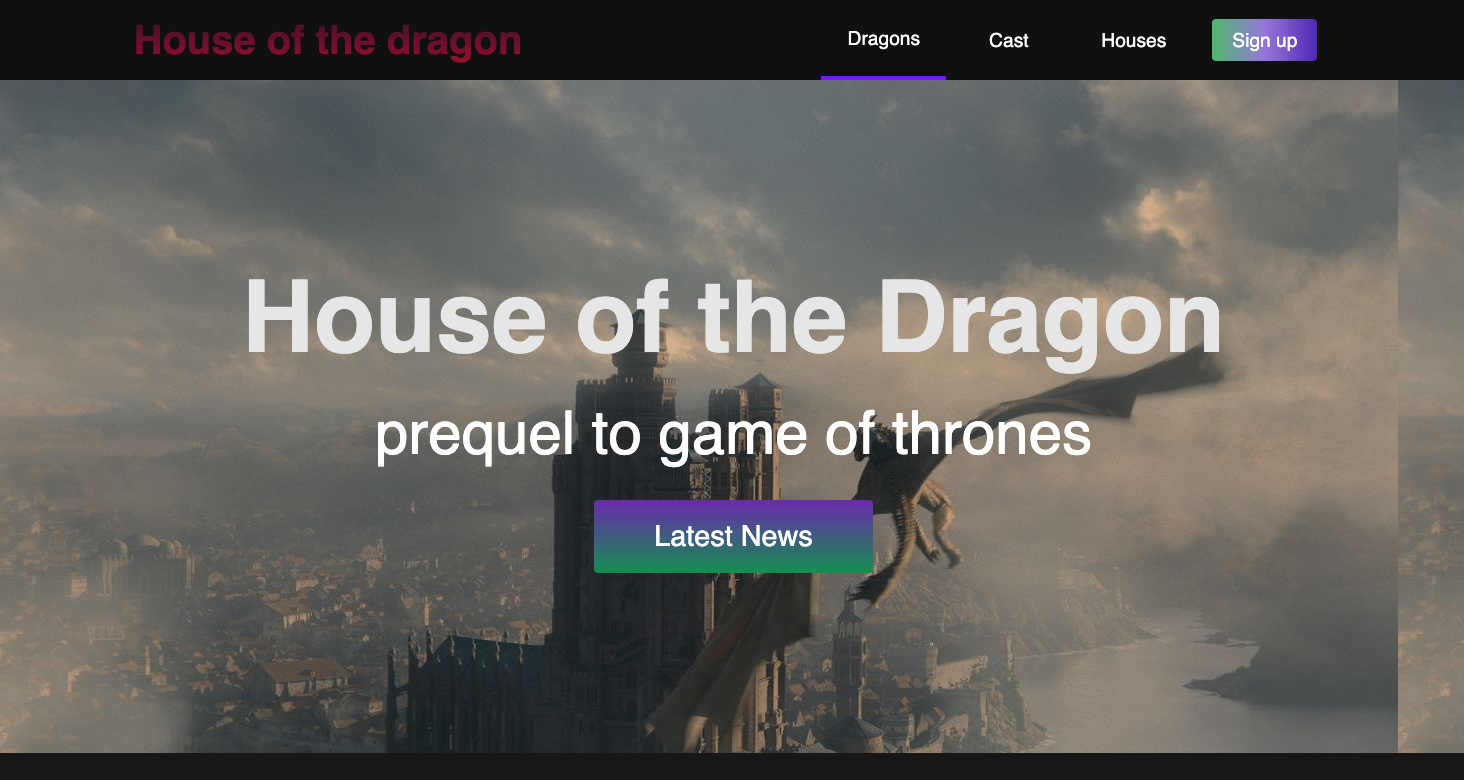 House of the dragon
Dragons
Cast
Houses
Sign up
House of the Dragon
prequel to game of thrones
Latest News